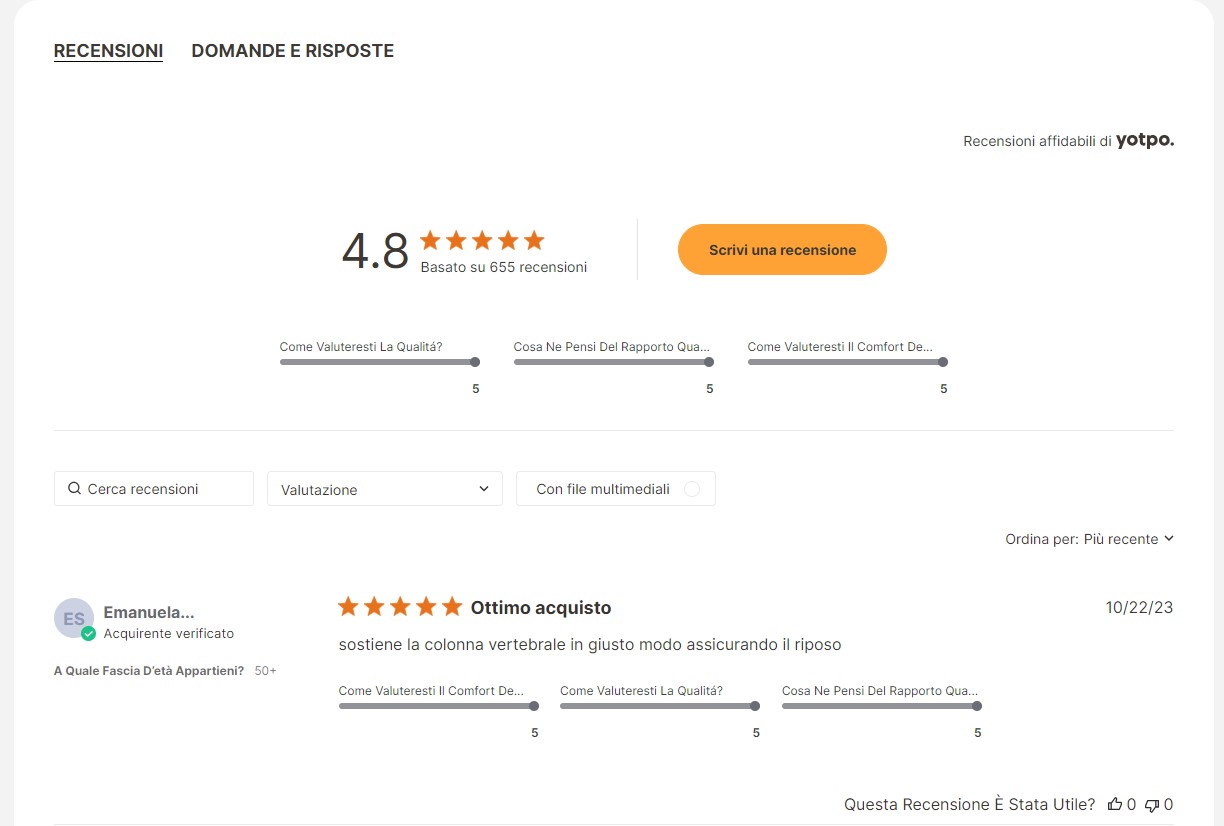 RECENSIONI DOMANDE E RISPOSTE
Recensioni affidabili di yotpo.
4.8
Basato su 655 recensioni
Scrivi una recensione
Come Valuteresti La Qualitá? Cosa Ne Pensi Del Rapporto Qua... Come Valuteresti Il Comfort De...
5 5 5
Cerca recensioni Valutazione Con file multimediali
Ordina per: Più recente
ES Emanuela... Ottimo acquisto 10/22/23
Acquirente verificato
sostiene la colonna vertebrale in giusto modo assicurando il riposo
A Quale Fascia D'età Appartieni? 50+
Come Valuteresti Il Comfort De... Come Valuteresti La Qualitá? Cosa Ne Pensi Del Rapporto Qua...
5 5 5
Questa Recensione È Stata Utile? 0 0